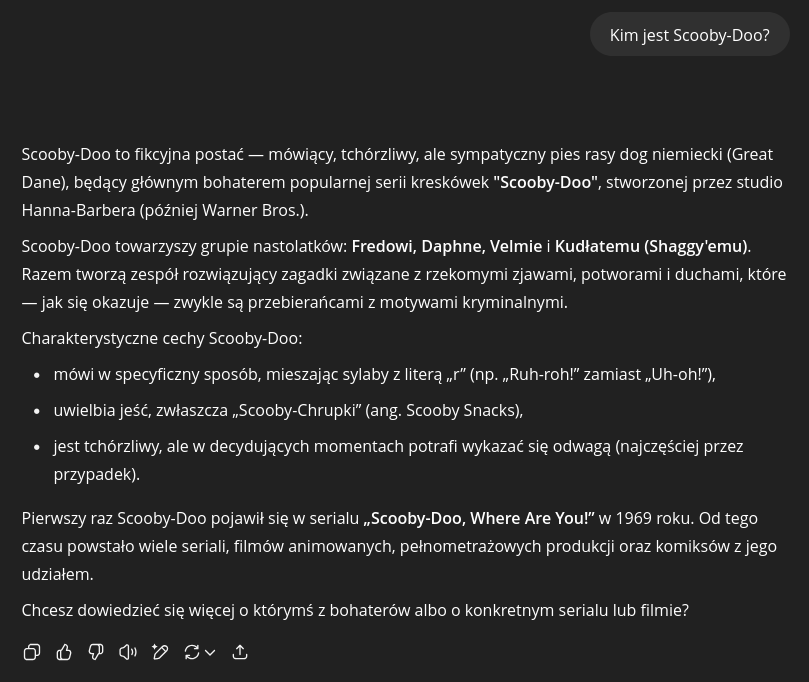 Kim jest Scooby-Doo?
Scooby-Doo to fikcyjna postać — mówiący, tchórzliwy, ale sympatyczny pies rasy dog niemiecki (Great
Dane), będący głównym bohaterem popularnej serii kreskówek "Scooby-Doo", stworzonej przez studio
Hanna-Barbera (później Warner Bros.).
Scooby-Doo towarzyszy grupie nastolatków: Fredowi, Daphne, Velmie i Kudłatemu (Shaggy'emu).
Razem tworzą zespół rozwiązujący zagadki związane z rzekomymi zjawami, potworami i duchami, które
— jak się okazuje — zwykle są przebierańcami z motywami kryminalnymi.
Charakterystyczne cechy Scooby-Doo:
• mówi w specyficzny sposób, mieszając sylaby z literą „r” (np. „Ruh-roh!” zamiast „Uh-oh!”),
• uwielbia jeść, zwłaszcza „Scooby-Chrupki” (ang. Scooby Snacks),
• jest tchórzliwy, ale w decydujących momentach potrafi wykazać się odwagą (najczęściej przez
przypadek).
Pierwszy raz Scooby-Doo pojawił się w serialu „Scooby-Doo, Where Are You!” w 1969 roku. Od tego
czasu powstało wiele seriali, filmów animowanych, pełnometrażowych produkcji oraz komiksów z jego
udziałem.
Chcesz dowiedzieć się więcej o którymś z bohaterów albo o konkretnym serialu lub filmie?